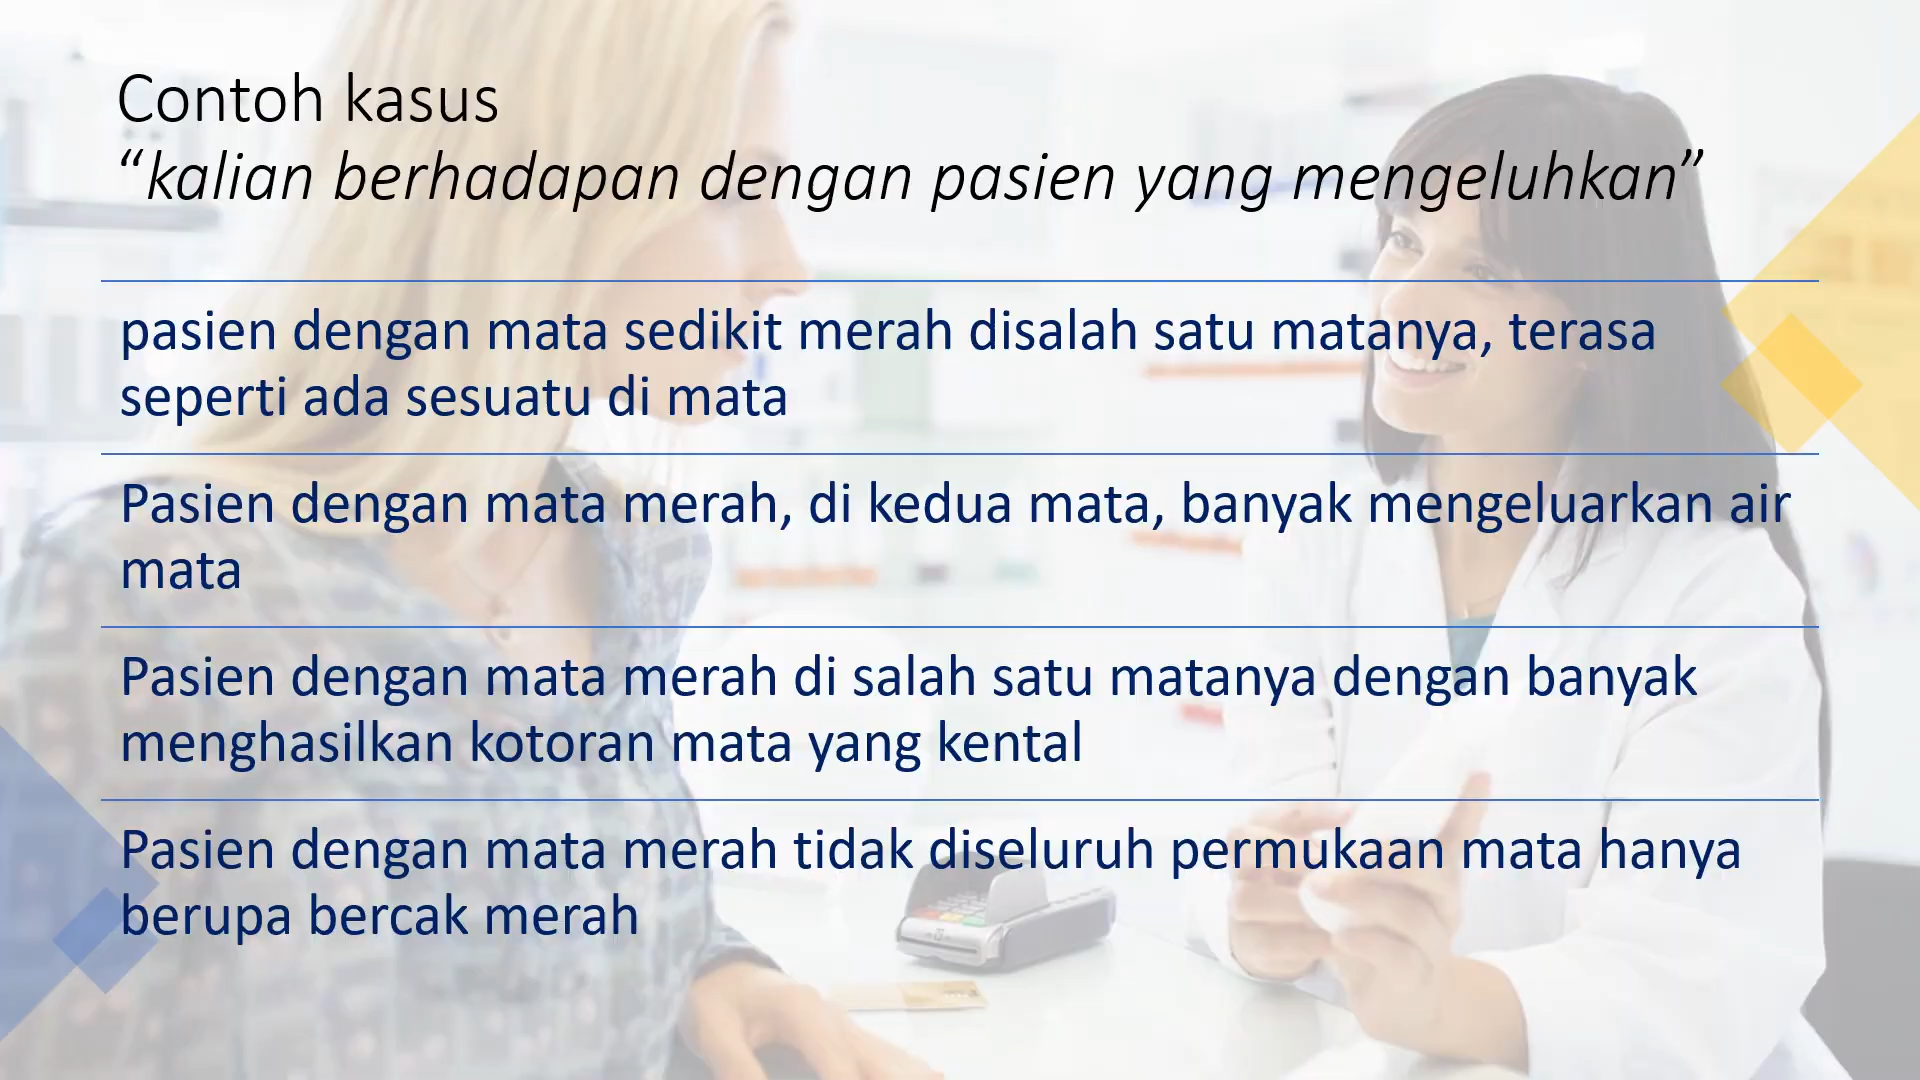 Contoh kasus
“kalian berhadapan dengan pasien yang mengeluhkan”
pasien dengan mata sedikit merah disalah satu matanya, terasa
seperti ada sesuatu di mata
Pasien dengan mata merah, di kedua mata, banyak mengeluarkan air
mata
Pasien dengan mata merah di salah satu matanya dengan banyak
menghasilkan kotoran mata yang kental
Pasien dengan mata merah tidak diseluruh permukaan mata hanya
berupa bercak merah